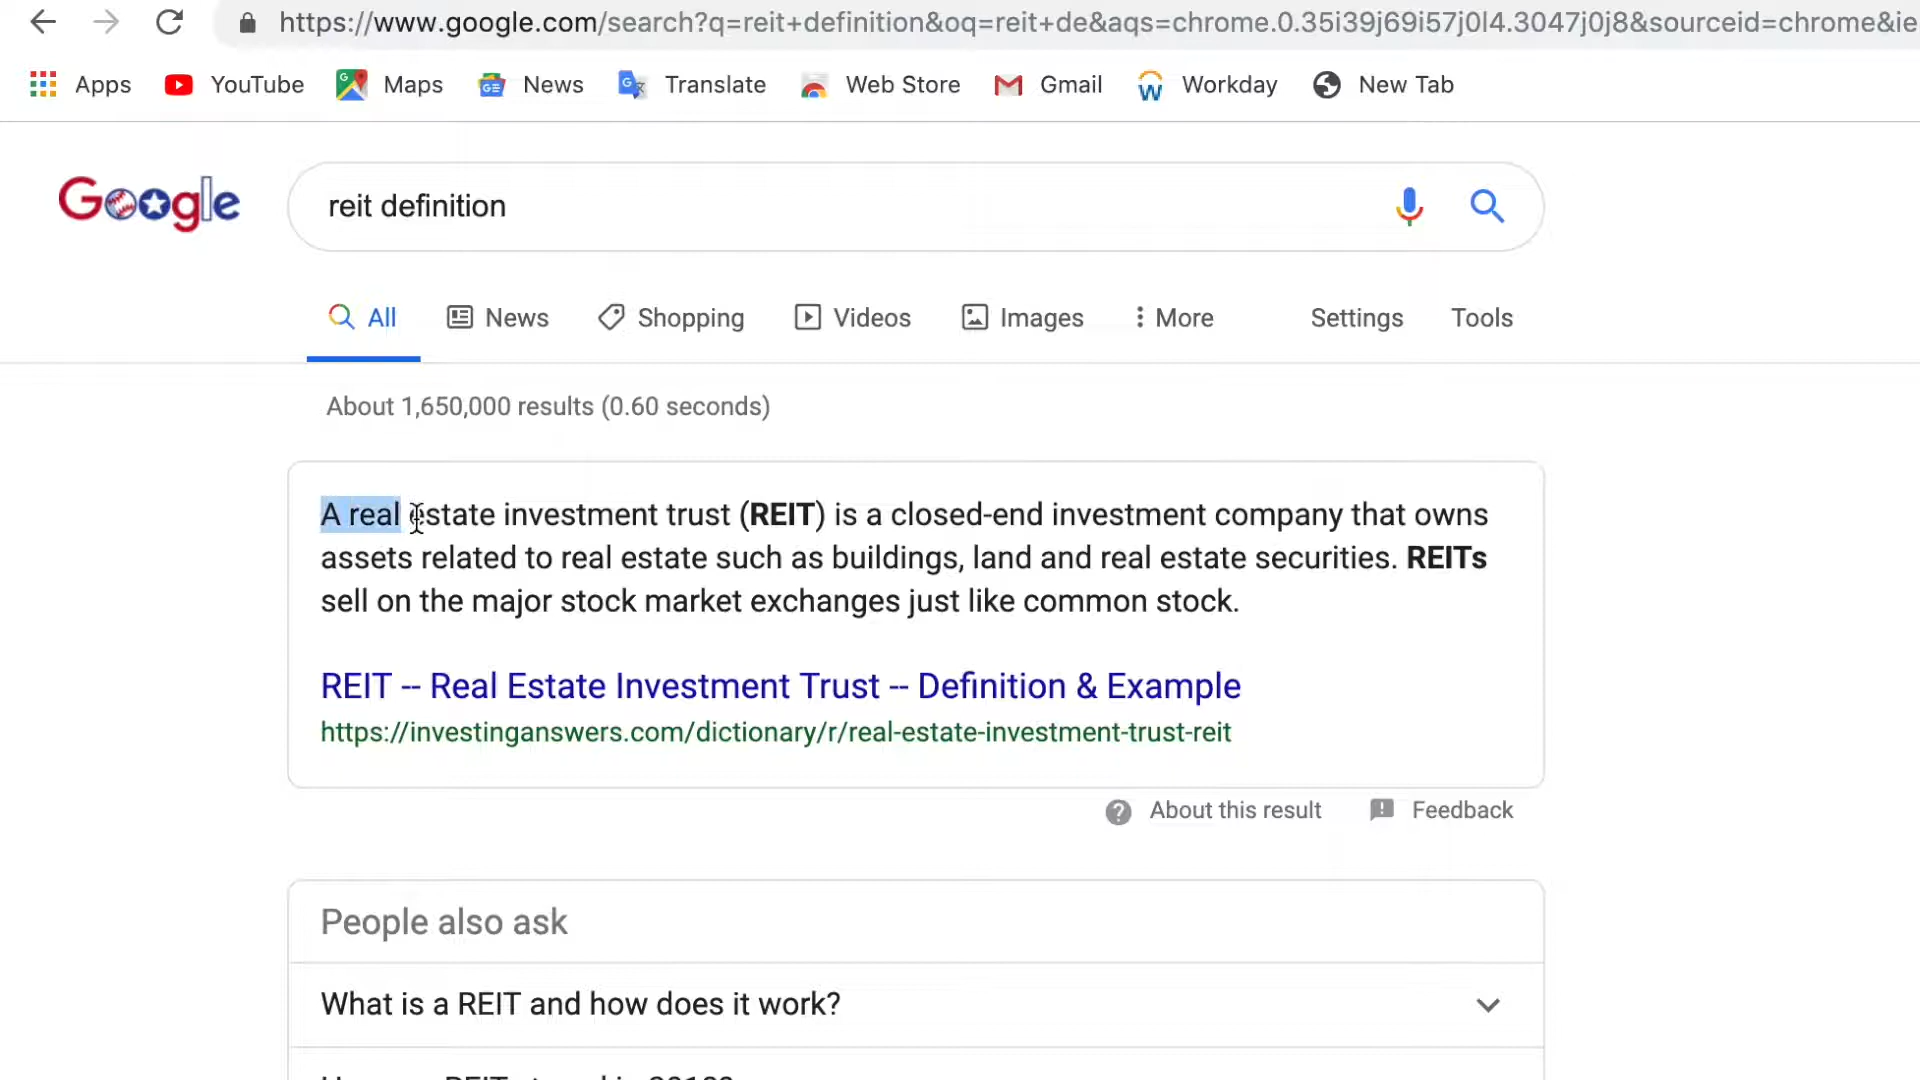 https://www.google.com/search?q=reit+definition&oq=reit+de&aqs=chrome.0.35i39j69i57j0l4.3047j0j8&sourceid=chrome&ie
Apps YouTube Maps News Translate Web Store Gmail Workday New Tab
Google reit definition
All News Shopping Videos Images More Settings Tools
About 1,650,000 results (0.60 seconds)
A real estate investment trust (REIT) is a closed-end investment company that owns
assets related to real estate such as buildings, land and real estate securities. REITs
sell on the major stock market exchanges just like common stock.
REIT -- Real Estate Investment Trust -- Definition & Example
https://investinganswers.com/dictionary/r/real-estate-investment-trust-reit
About this result Feedback
People also ask
What is a REIT and how does it work?